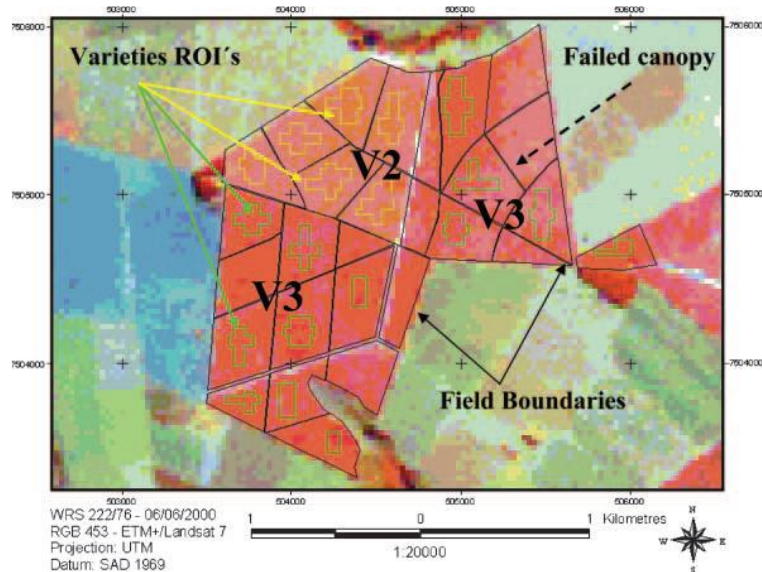 503000 504000 505000 506000
7506000 7506000
Varieties ROI´s
Failed canopy
V2
7505000 7505000
V3
V3
7504000 7504000
Field Boundaries
503000 504000 505000 506000
WRS 222/76 - 06/06/2000
RGB 453 - ETM+/Landsat 7
Projection: UTM
Datum: SAD 1969
1 0 1 Kilometres
1:20000
N
W E
S